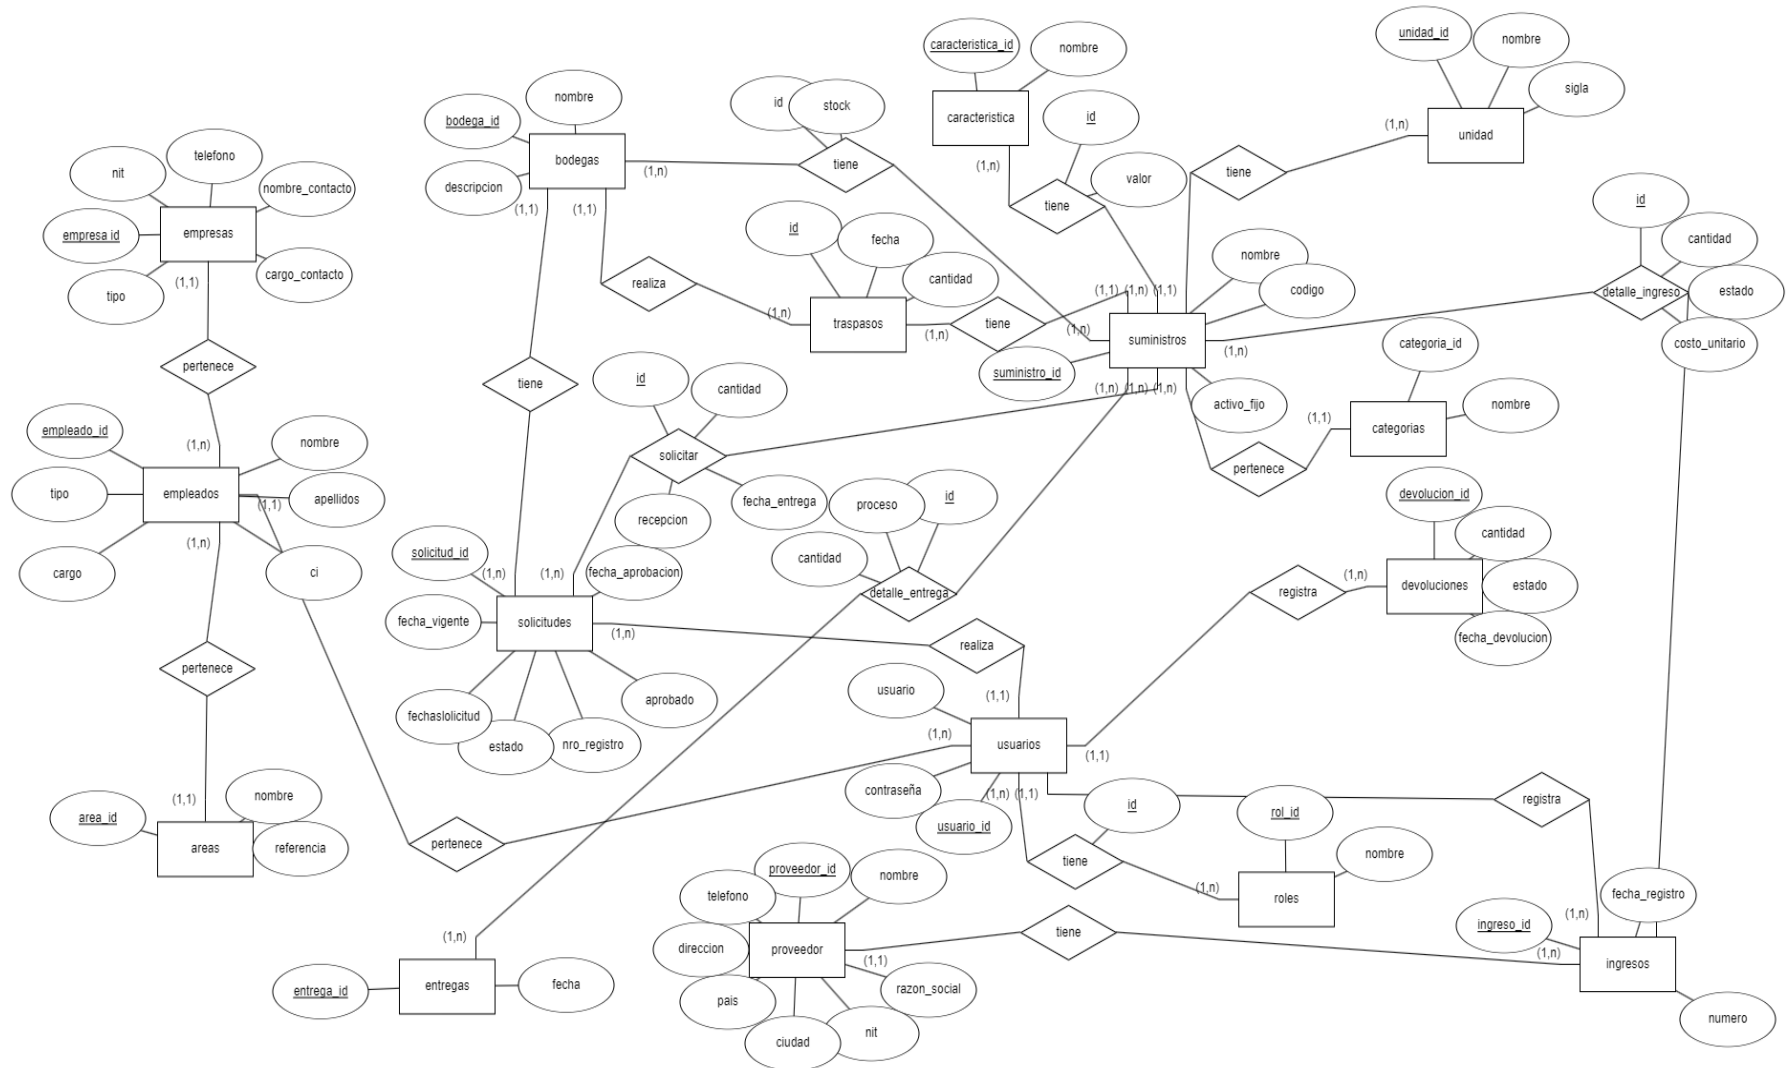 caracteristica_id
nombre
unidad_id
nombre
sigla
nombre
bodega_id
id
stock
caracteristica
id
unidad
(1,n)
telefono
nit
nombre_contacto
bodegas
tiene
(1,n)
(1,n)
tiene
valor
descripcion
tiene
id
empresa id
empresas
cargo_contacto
(1,1)
(1,1)
id
fecha
nombre
cantidad
(1,1)
tipo
realiza
cantidad
codigo
detalle_ingreso
estado
(1,1)
(1,n)
(1,1)
(1,n)
traspasos
(1,n)
tiene
(1,n)
suministros
(1,n)
costo_unitario
categoria_id
pertenece
tiene
id
cantidad
suministro_id
(1,n)
(1,n)
(1,n)
activo_fijo
nombre
empleado_id
nombre
(1,n)
(1,1)
categorias
solicitar
pertenece
tipo
empleados
apellidos
(1,1)
fecha_entrega
proceso
id
devolucion_id
recepcion
cantidad
(1,n)
solicitud_id
cargo
ci
(1,n)
(1,n)
fecha_aprobacion
cantidad
detalle_entrega
registra
(1,n)
devoluciones
estado
fecha_vigente
solicitudes
(1,n)
fecha_devolucion
pertenece
realiza
usuario
(1,1)
aprobado
fechaslolicitud
estado
nro_registro
(1,n)
usuarios
(1,1)
contraseña
(1,n)
(1,1)
id
rol_id
registra
(1,1)
nombre
area_id
areas
referencia
pertenece
usuario_id
tiene
nombre
proveedor_id
nombre
(1,n)
roles
telefono
fecha_registro
(1,n)
ingreso_id
(1,n)
direccion
proveedor
tiene
(1,n)
(1,1)
ingresos
entrega_id
entregas
fecha
pais
razon_social
ciudad
nit
numero